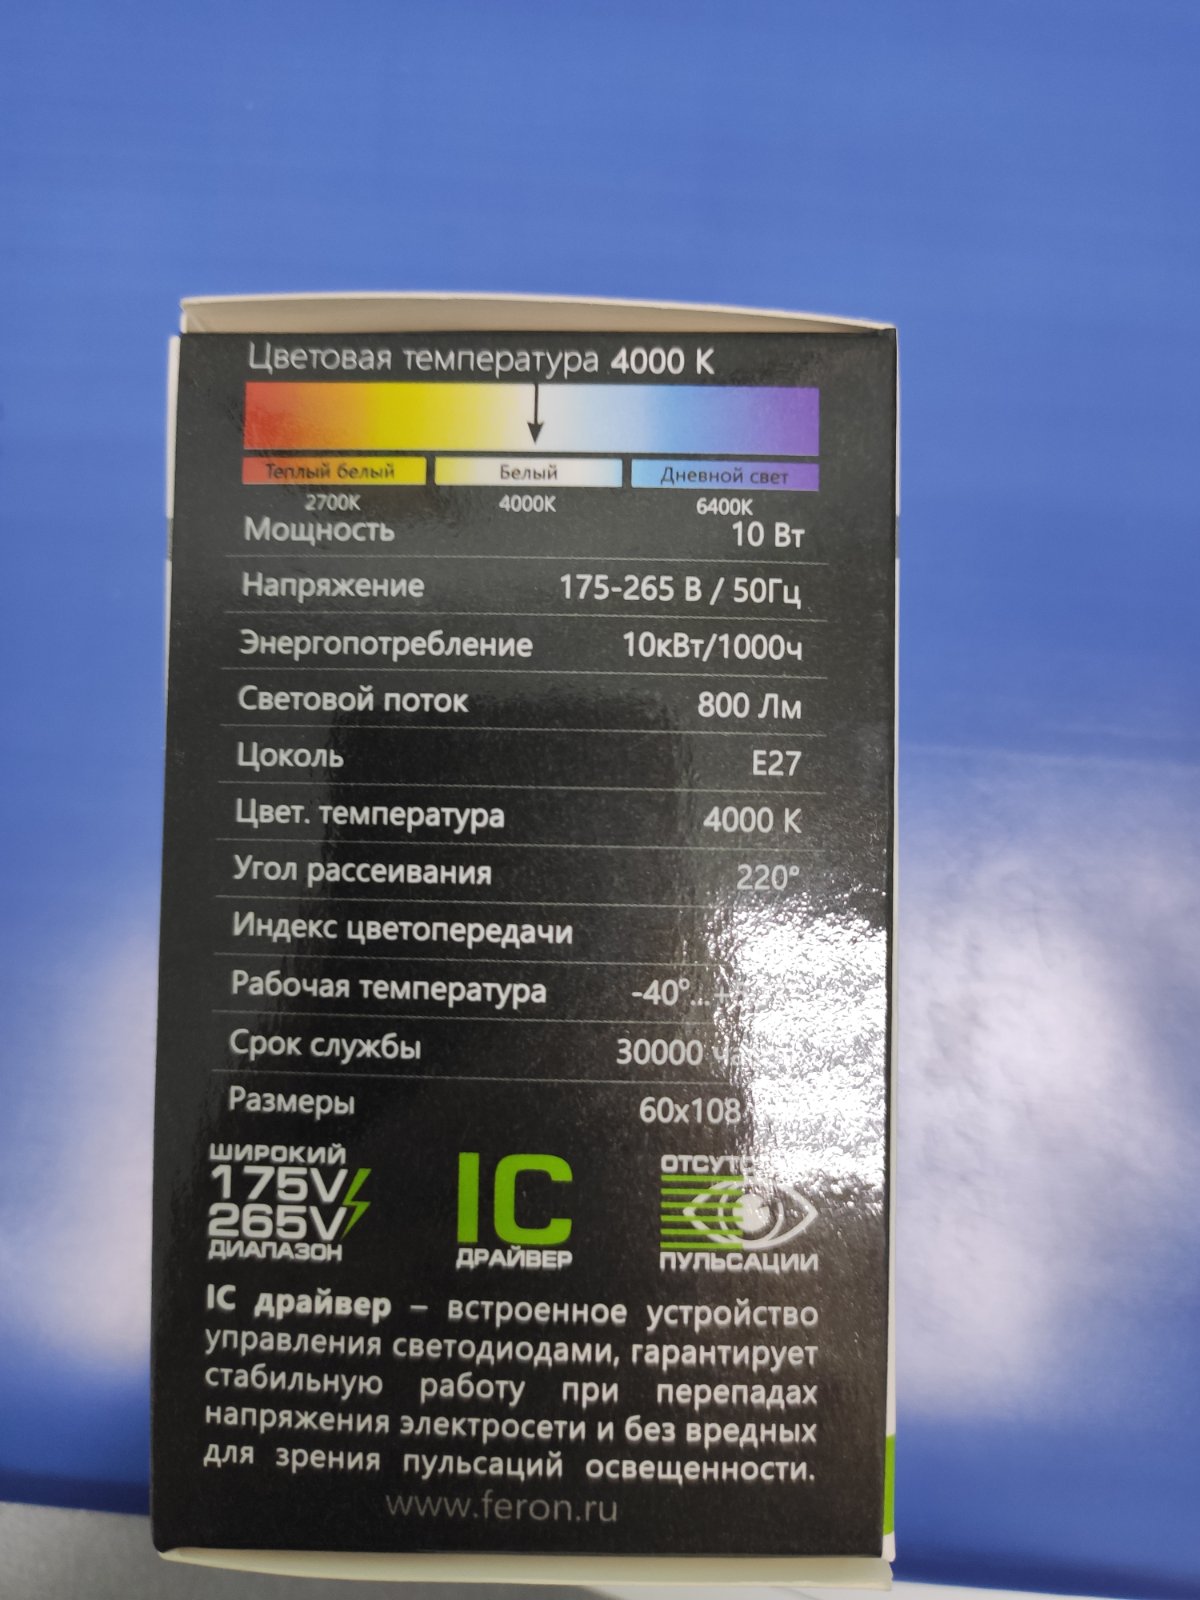 Цветовая температура 4000 К
Теплый белый Белый Дневной свет
2700К 4000К 6400К
Мощность 10 Вт
Напряжение 175-265 В / 50Гц
Энергопотребление 10кВт/1000ч
Световой поток 800 Лм
Цоколь Е27
Цвет. температура 4000 К
Угол рассеивания 220°
Индекс цветопередачи
Рабочая температура -40°..
Срок службы 30000
Размеры 60х108
ШИРОКИЙ
175V
265V
ДИАПАЗОН
IC
ДРАЙВЕР
ПУЛЬСАЦИИ
IC драйвер – встроенное устройство
управления светодиодами, гарантирует
стабильную работу при перепадах
напряжения электросети и без вредных
для зрения пульсаций освещенности.
www.feron.ru